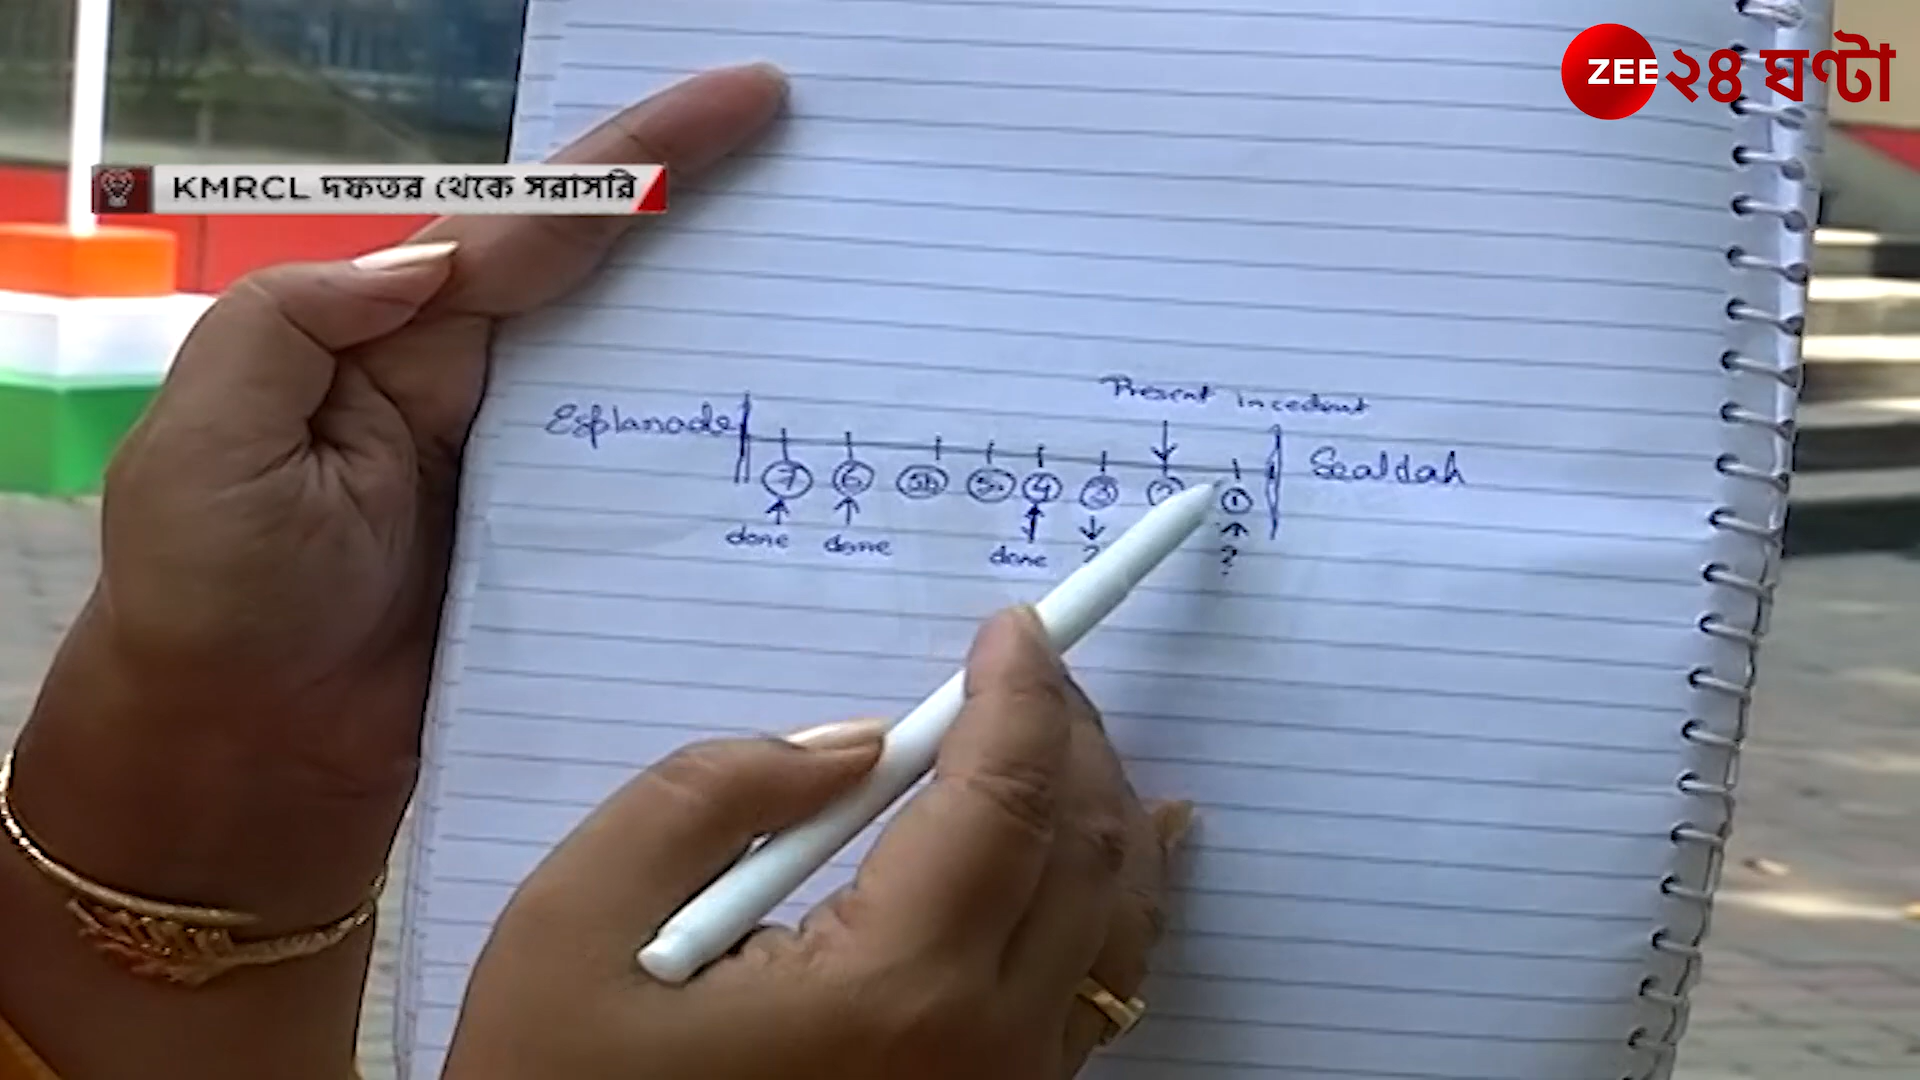 ZEE ২৪ ঘণ্টা
KMRCL দফতর থেকে সরাসরি
Present incedent
Esplanade
Sealdah
7 6 5b 5a 4 3 2 1
done done done ? ?